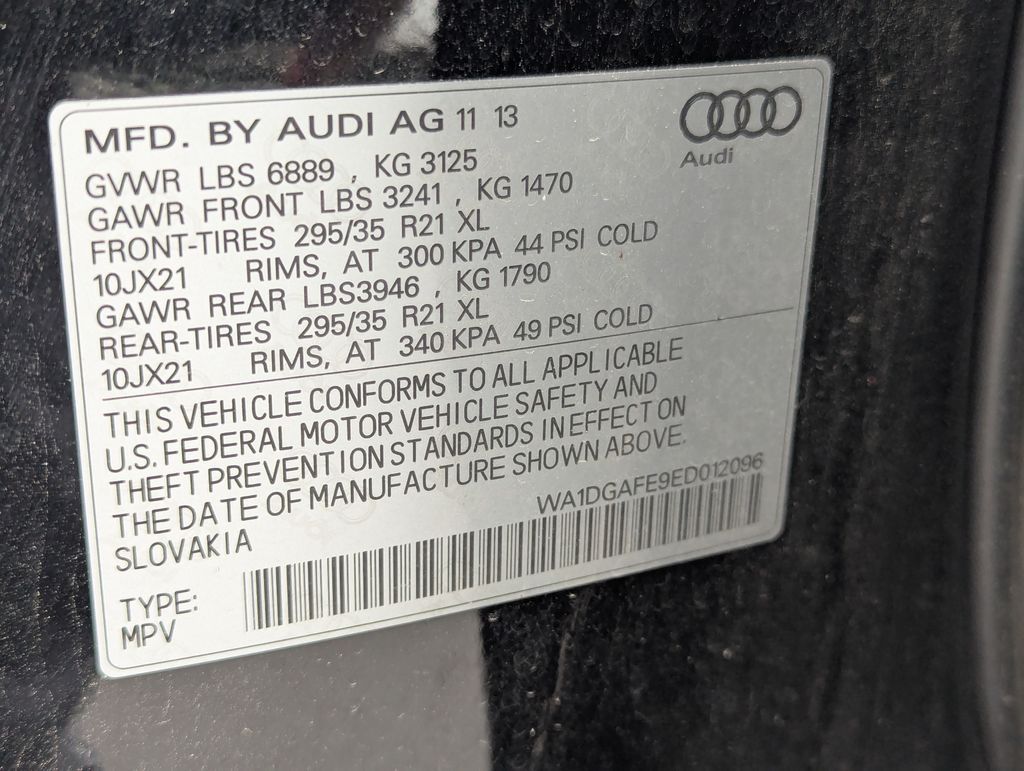 MFD. BY AUDI AG 11 13
Audi
GVWR LBS 6889 , KG 3125
GAWR FRONT LBS 3241 , KG 1470
FRONT-TIRES 295/35 R21 XL
10JX21 RIMS, AT 300 KPA 44 PSI COLD
GAWR REAR LBS3946 , KG 1790
REAR-TIRES 295/35 R21 XL
10JX21 RIMS, AT 340 KPA 49 PSI COLD
THIS VEHICLE CONFORMS TO ALL APPLICABLE
U.S. FEDERAL MOTOR VEHICLE SAFETY AND
THEFT PREVENTION STANDARDS IN EFFECT ON
THE DATE OF MANUFACTURE SHOWN ABOVE.
SLOVAKIA
WA1DGAFE9ED012096
TYPE:
MPV